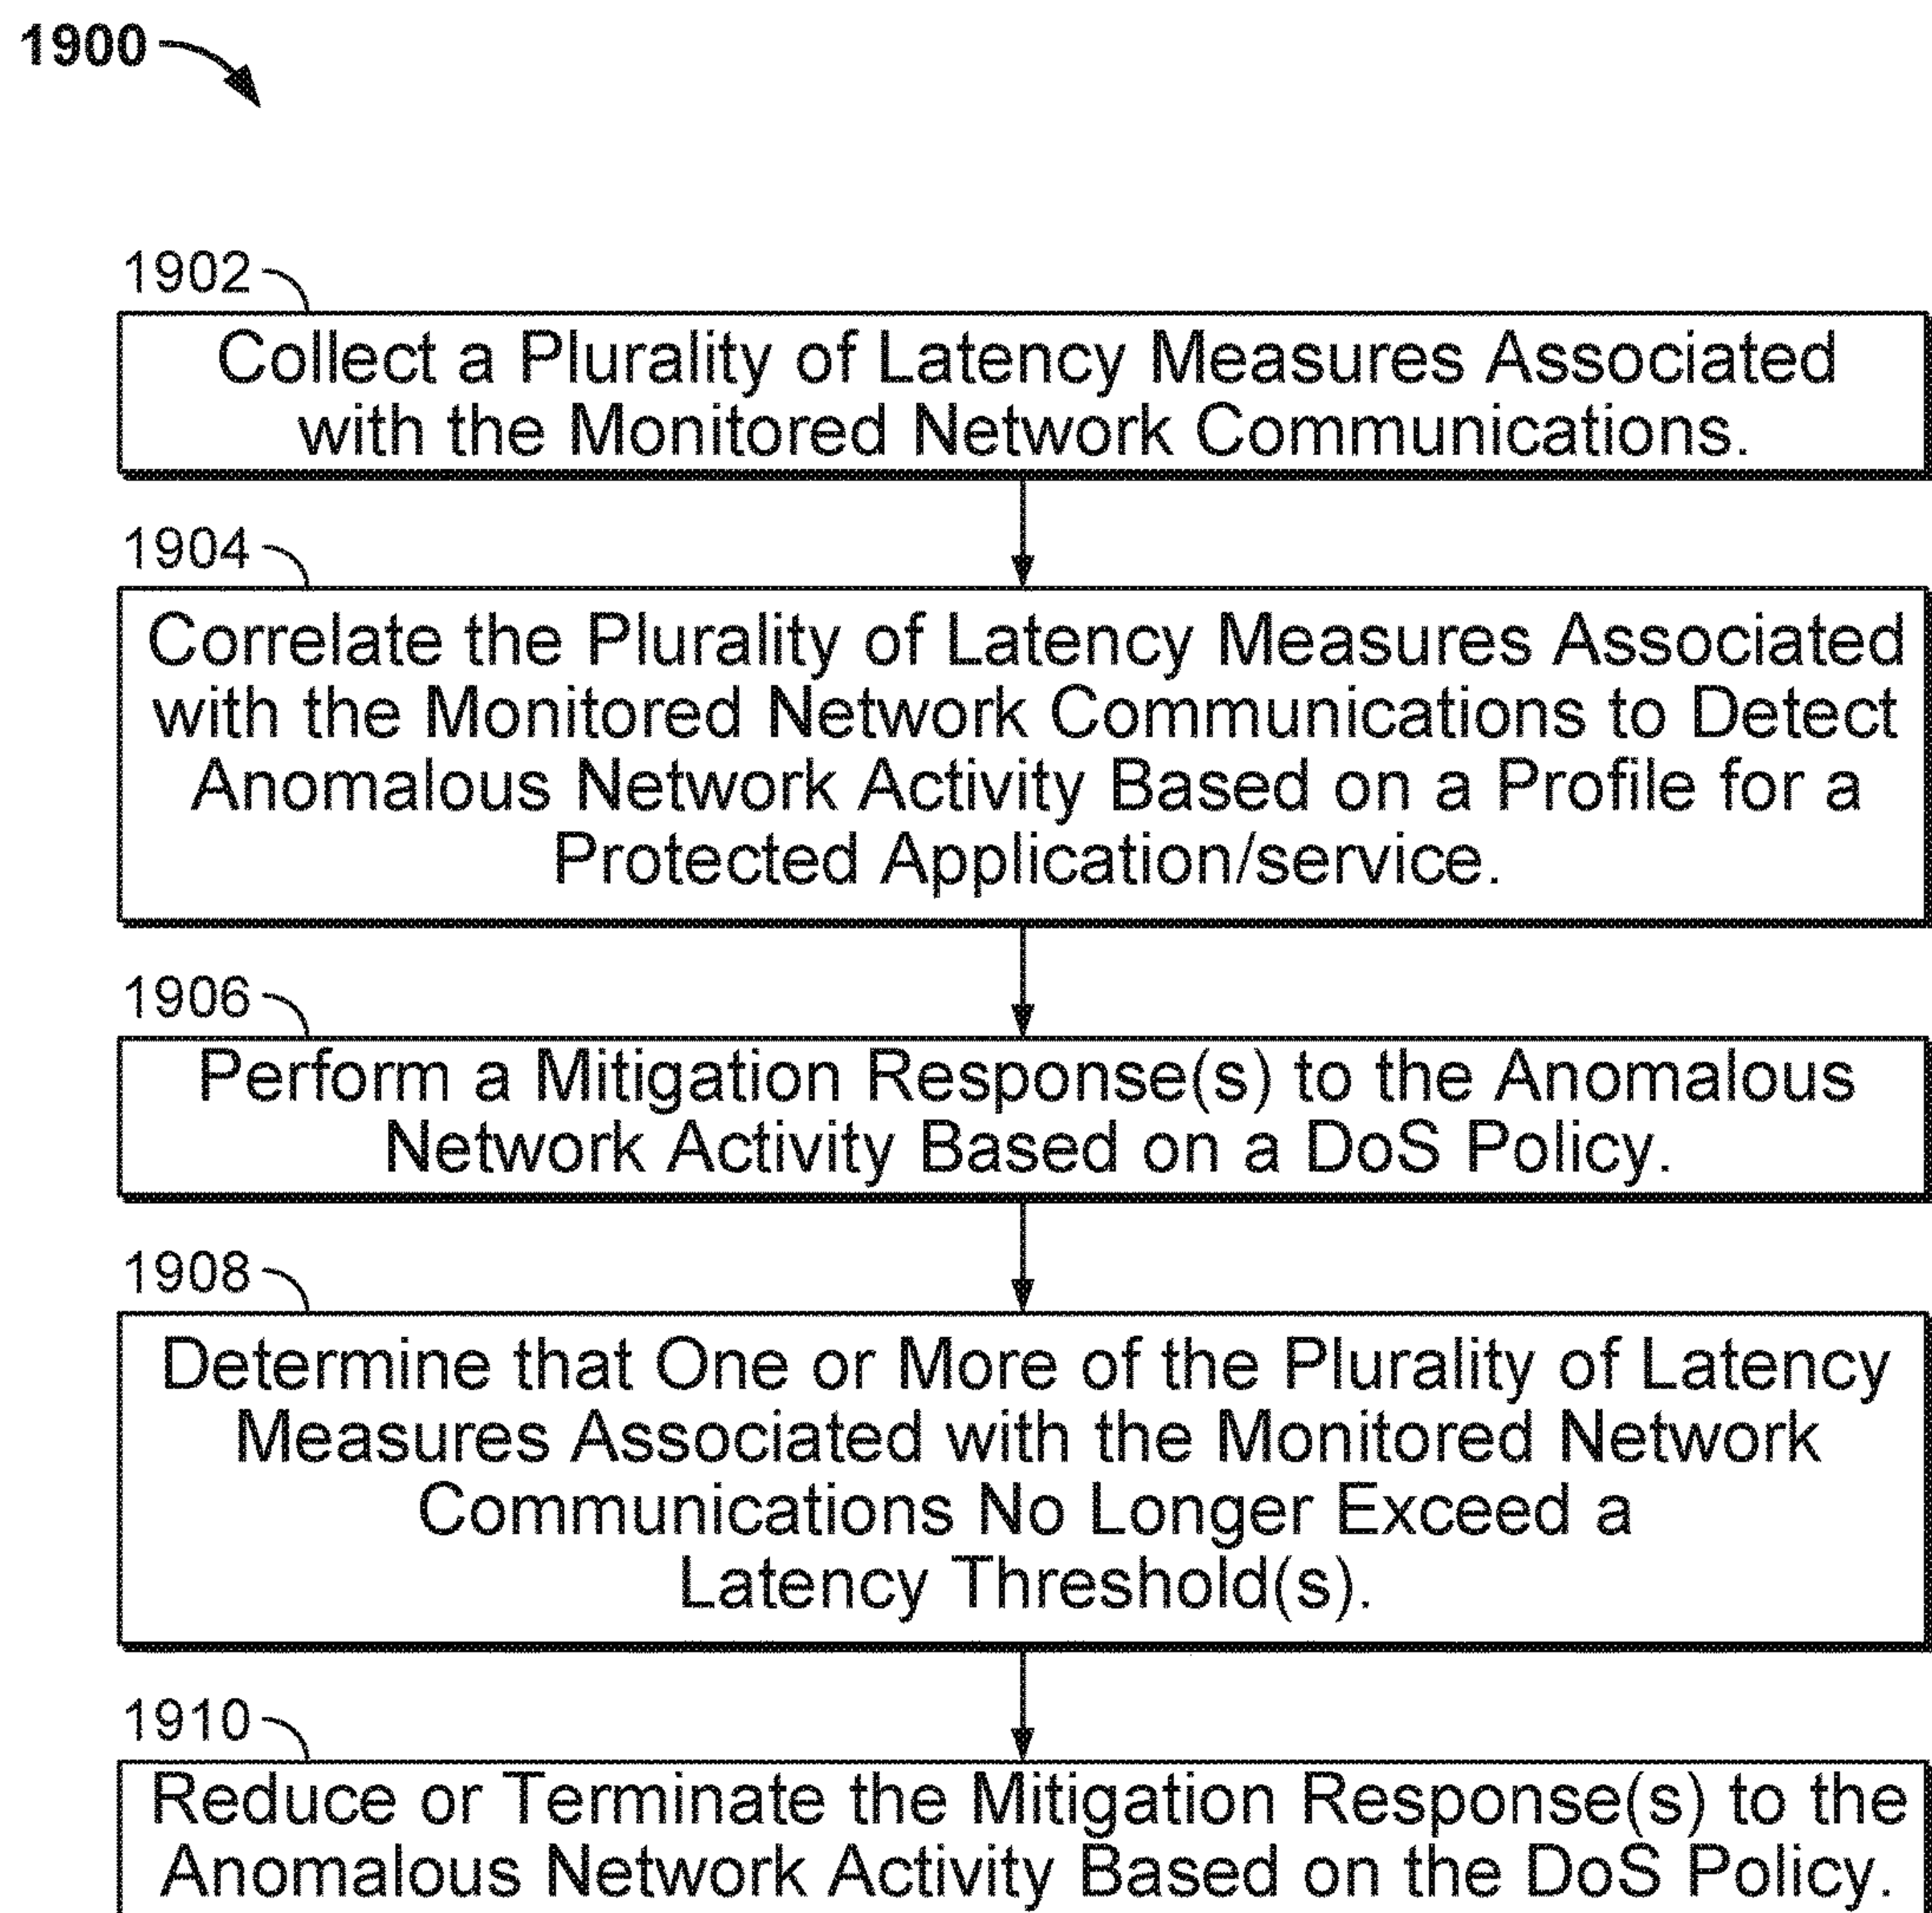 1900
1902
Collect a Plurality of Latency Measures Associated
with the Monitored Network Communications.
1904
Correlate the Plurality of Latency Measures Associated
with the Monitored Network Communications to Detect
Anomalous Network Activity Based on a Profile for a
Protected Application/service.
1906
Perform a Mitigation Response(s) to the Anomalous
Network Activity Based on a DoS Policy.
1908
Determine that One or More of the Plurality of Latency
Measures Associated with the Monitored Network
Communications No Longer Exceed a
Latency Threshold(s).
1910
Reduce or Terminate the Mitigation Response(s) to the
Anomalous Network Activity Based on the DoS Policy.